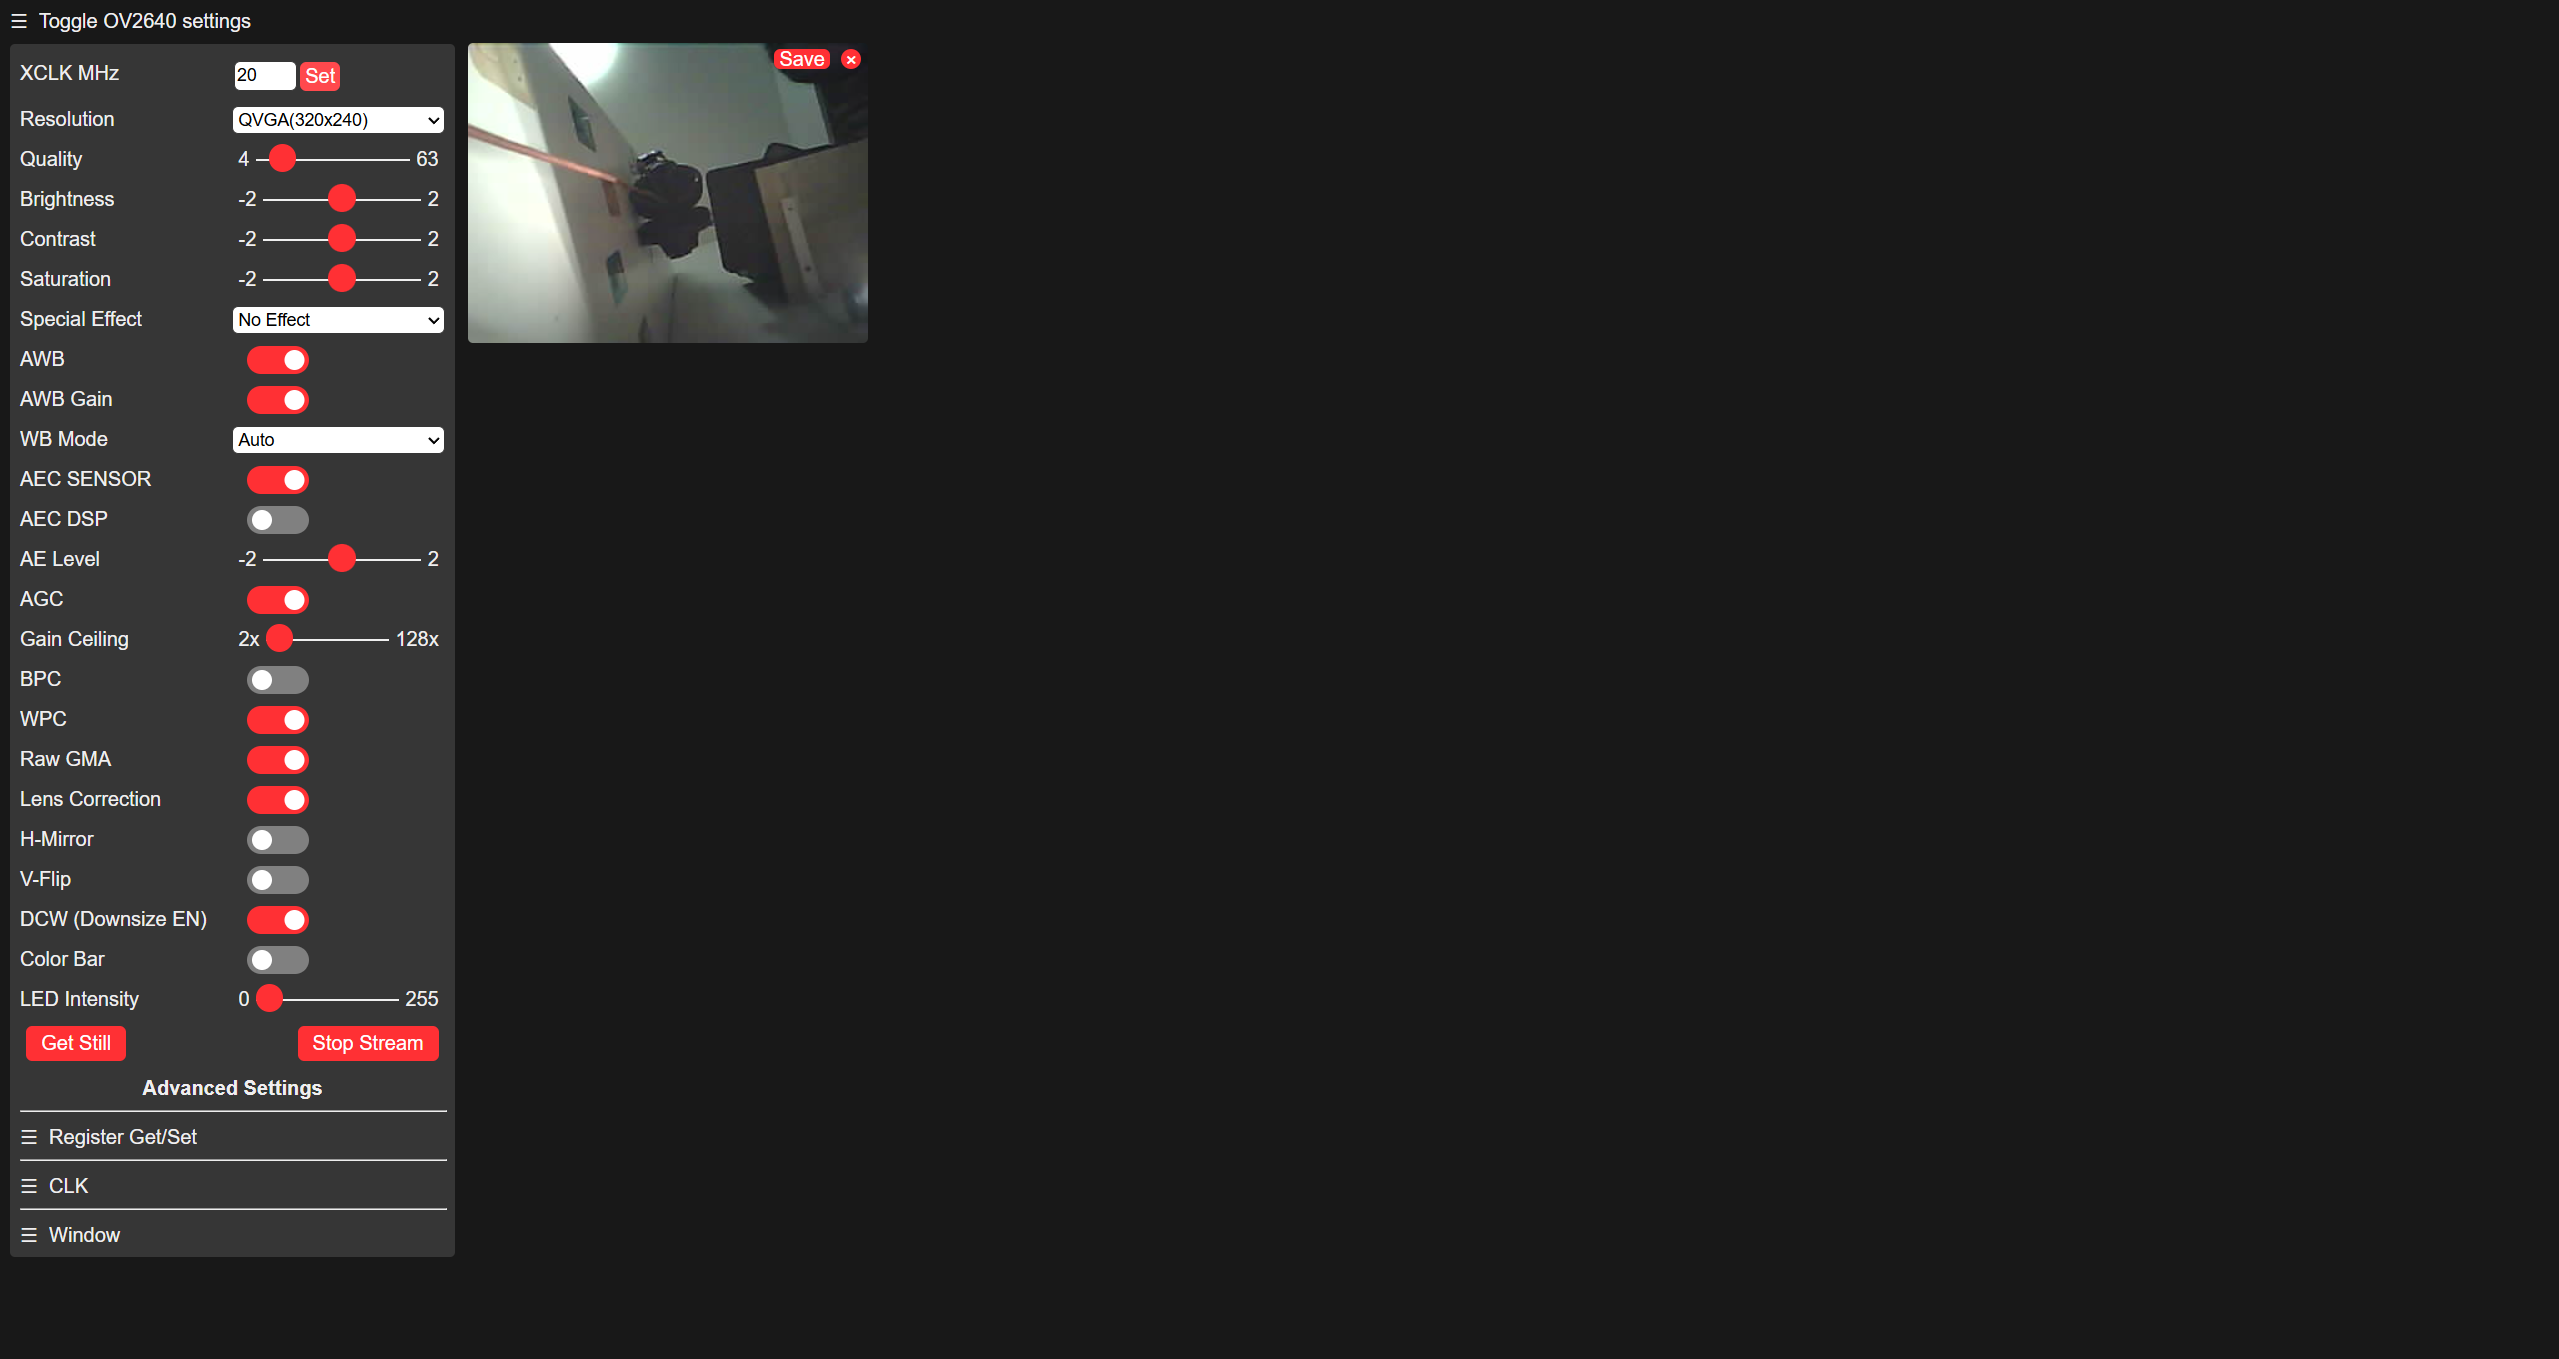 ☰ Toggle OV2640 settings
XCLK MHz 20 Set
Resolution QVGA(320x240)
Quality 4 63
Brightness -2 2
Contrast -2 2
Saturation -2 2
Special Effect No Effect
AWB
AWB Gain
WB Mode Auto
AEC SENSOR
AEC DSP
AE Level -2 2
AGC
Gain Ceiling 2x 128x
BPC
WPC
Raw GMA
Lens Correction
H-Mirror
V-Flip
DCW (Downsize EN)
Color Bar
LED Intensity 0 255
Get Still Stop Stream
Advanced Settings
☰ Register Get/Set
☰ CLK
☰ Window
Save ×